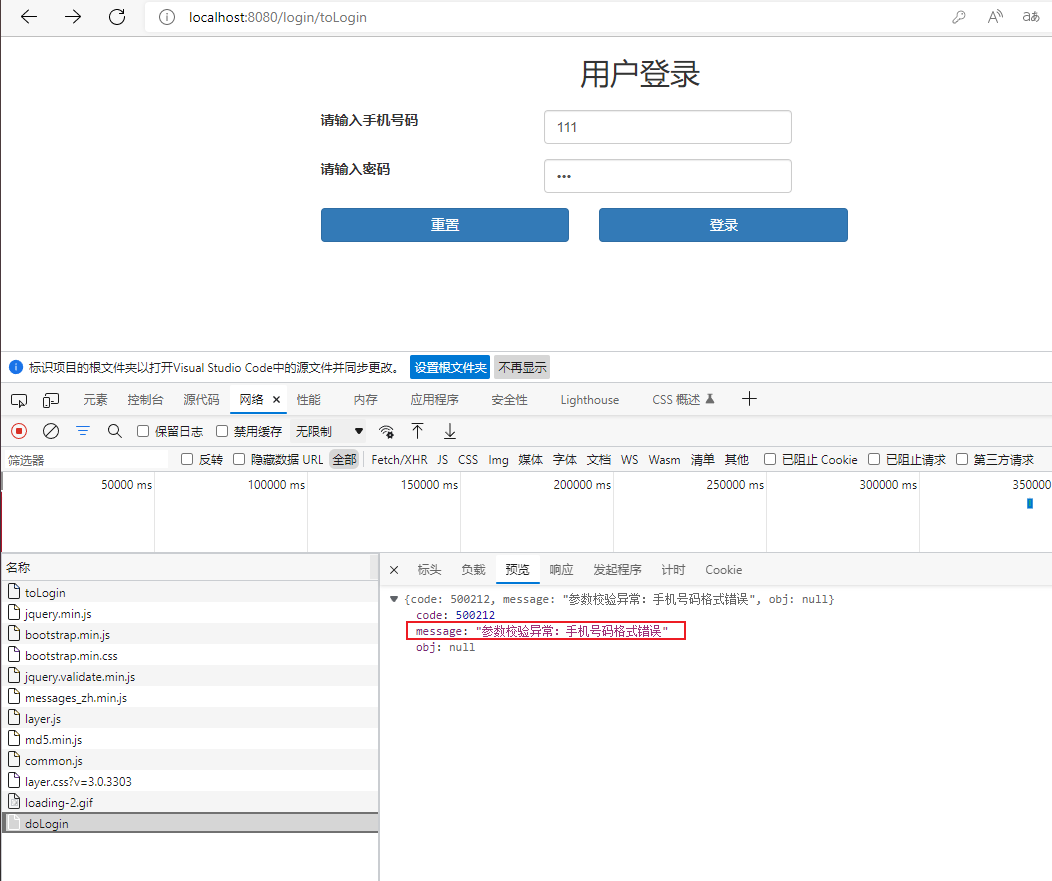 localhost:8080/login/toLogin
用户登录
请输入手机号码
111
请输入密码
•••
重置 登录
标识项目的根文件夹以打开Visual Studio Code中的源文件并同步更改。 设置根文件夹 不再显示
元素 控制台 源代码 网络 性能 内存 应用程序 安全性 Lighthouse CSS 概述
保留日志 禁用缓存 无限制
筛选器 反转 隐藏数据 URL 全部 Fetch/XHR JS CSS Img 媒体 字体 文档 WS Wasm 清单 其他 已阻止 Cookie 已阻止请求 第三方请求
50000 ms 100000 ms 150000 ms 200000 ms 250000 ms 300000 ms 350000
名称
标头 负载 预览 响应 发起程序 计时 Cookie
toLogin
jquery.min.js
bootstrap.min.js
bootstrap.min.css
jquery.validate.min.js
messages_zh.min.js
layer.js
md5.min.js
common.js
layer.css?v=3.0.3303
loading-2.gif
doLogin
{code: 500212, message: "参数校验异常：手机号码格式错误", obj: null}
code: 500212
message: "参数校验异常：手机号码格式错误"
obj: null